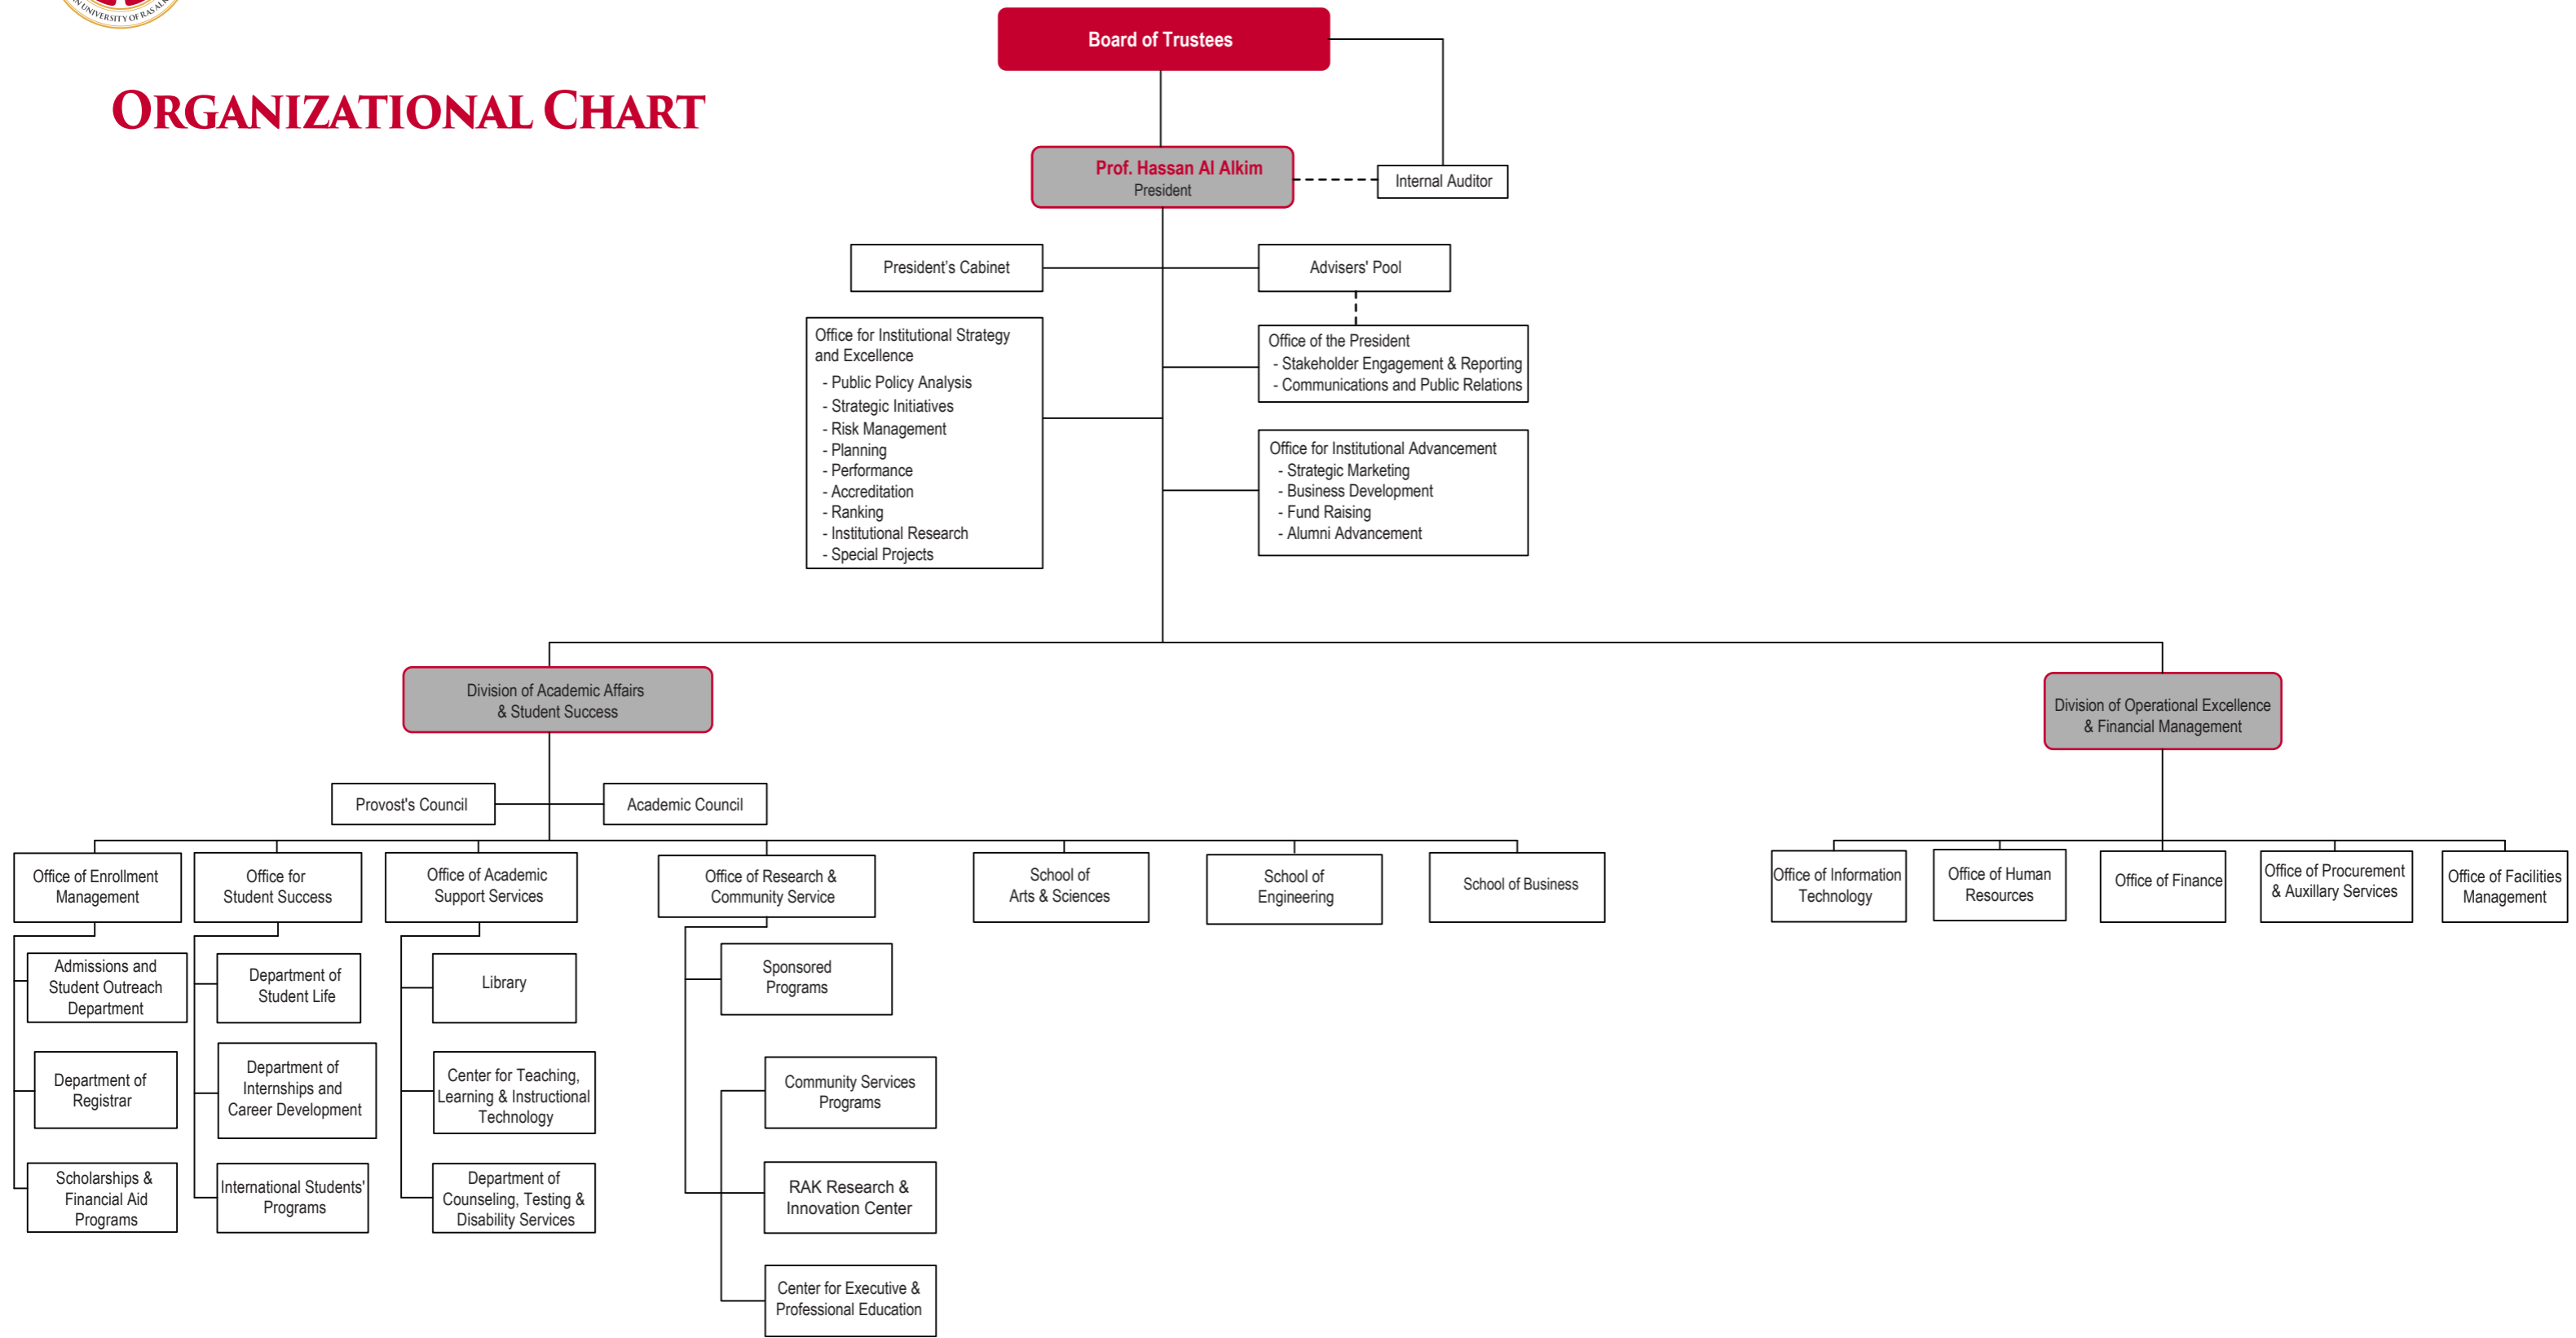 UNIVERSITY OF RAS AL
ORGANIZATIONAL CHART
Board of Trustees
Prof. Hassan Al Alkim
President
Internal Auditor
President's Cabinet
Advisers' Pool
Office for Institutional Strategy
and Excellence
- Public Policy Analysis
- Strategic Initiatives
- Risk Management
- Planning
- Performance
- Accreditation
- Ranking
- Institutional Research
- Special Projects
Office of the President
- Stakeholder Engagement & Reporting
- Communications and Public Relations
Office for Institutional Advancement
- Strategic Marketing
- Business Development
- Fund Raising
- Alumni Advancement
Division of Academic Affairs
& Student Success
Division of Operational Excellence
& Financial Management
Provost's Council
Academic Council
Office of Enrollment
Management
Office for
Student Success
Office of Academic
Support Services
Office of Research &
Community Service
School of
Arts & Sciences
School of
Engineering
School of Business
Office of Information
Technology
Office of Human
Resources
Office of Finance
Office of Procurement
& Auxillary Services
Office of Facilities
Management
Admissions and
Student Outreach
Department
Department of
Registrar
Scholarships &
Financial Aid
Programs
Department of
Student Life
Department of
Internships and
Career Development
International Students'
Programs
Library
Center for Teaching,
Learning & Instructional
Technology
Department of
Counseling, Testing &
Disability Services
Sponsored
Programs
Community Services
Programs
RAK Research &
Innovation Center
Center for Executive &
Professional Education